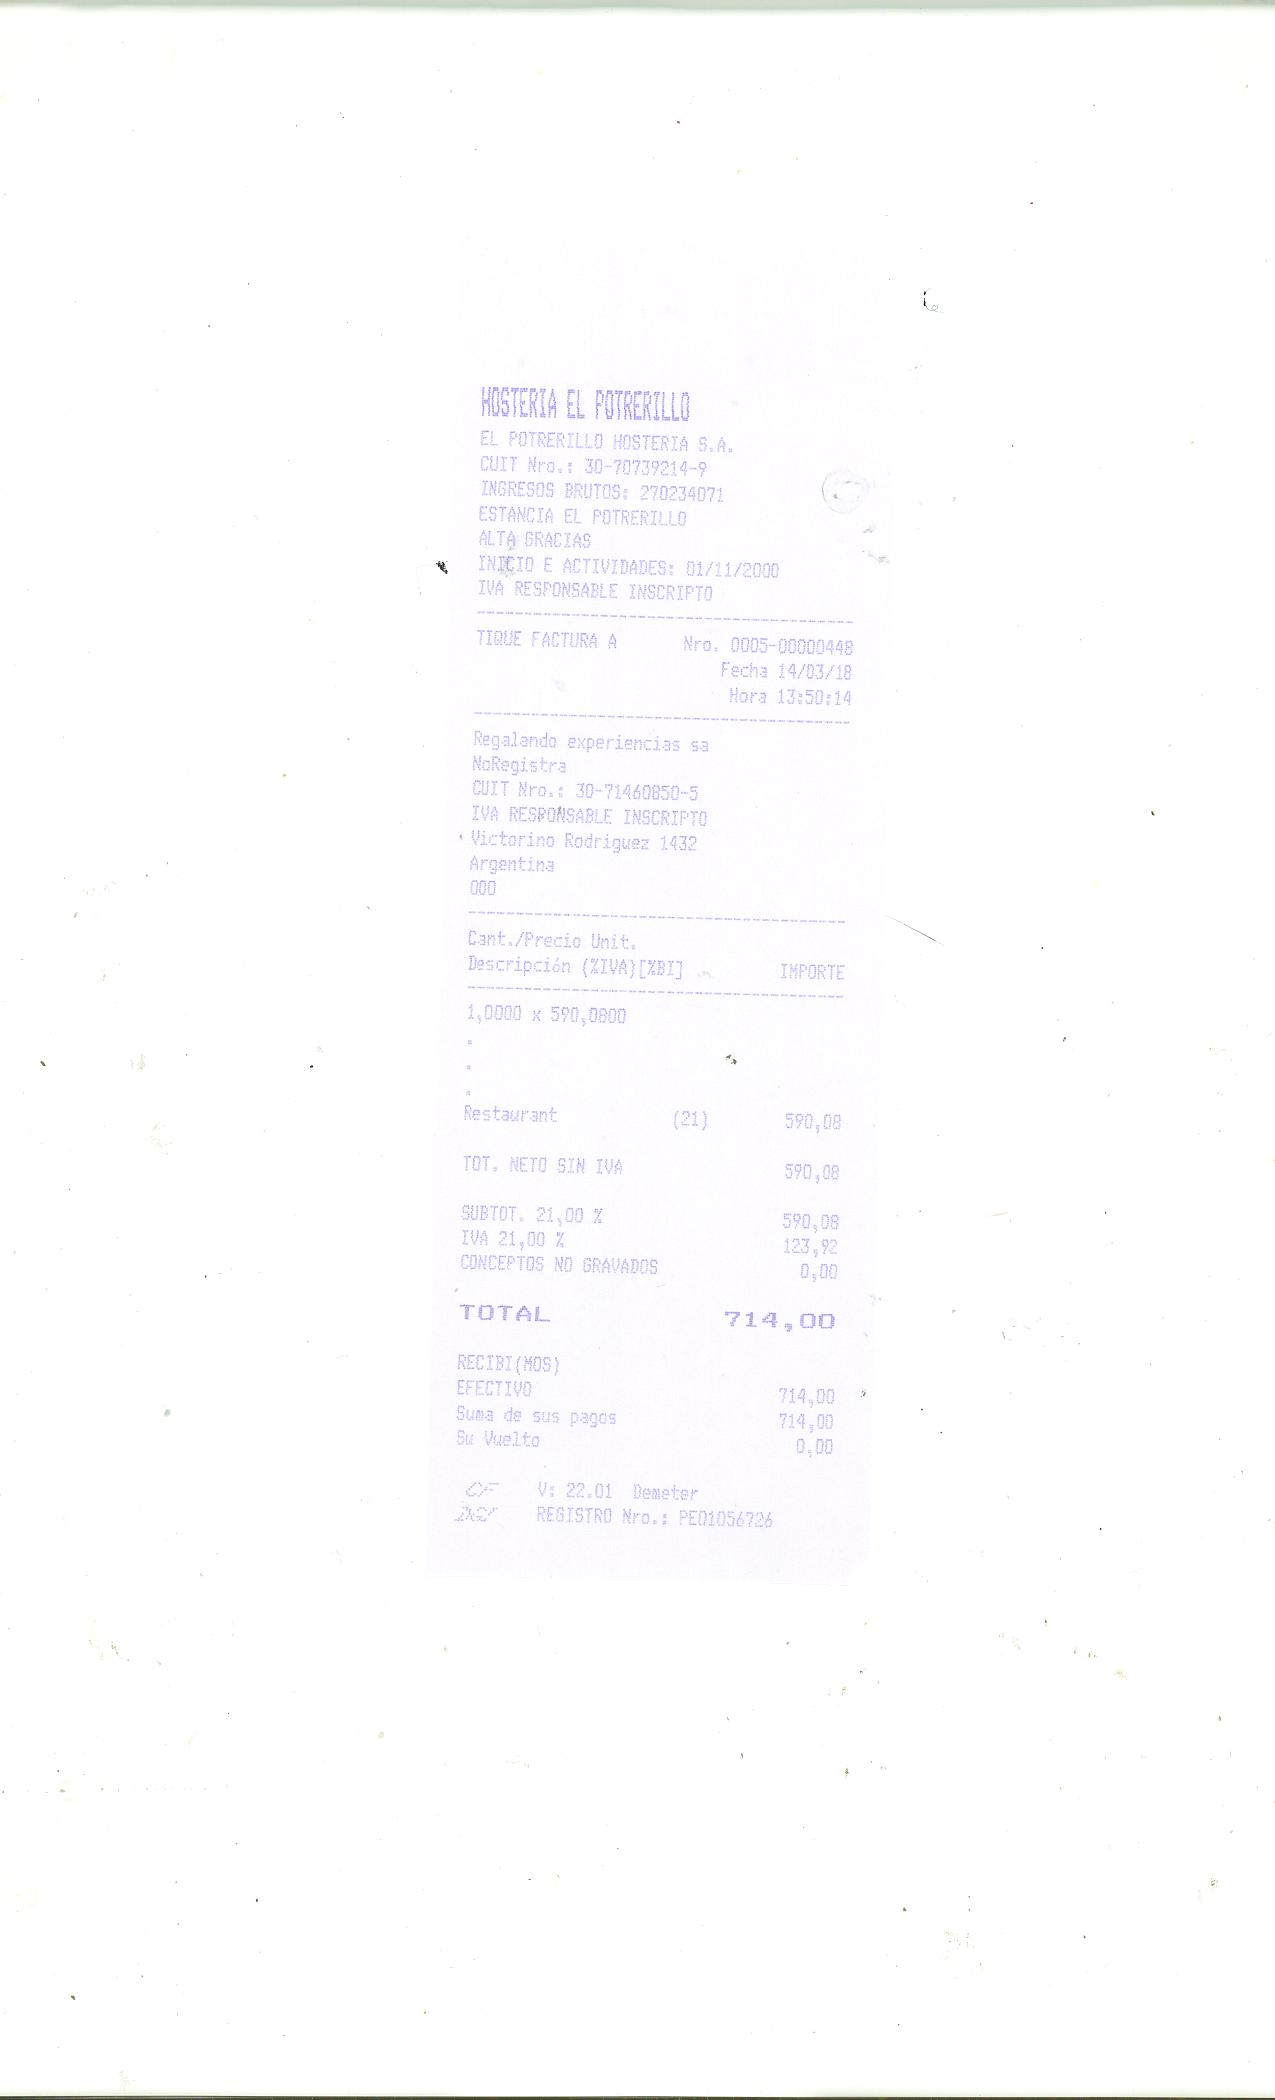 HOSTERIA EL POTRERILLO
EL POTRERILLO HOSTERIA S.A.
CUIT Nro.: 30-70739214-9
INGRESOS BRUTOS: 270234071
ESTANCIA EL POTRERILLO
ALTA GRACIAS
INICIO E ACTIVIDADES: 01/11/2000
IVA RESPONSABLE INSCRIPTO
TIQUE FACTURA A Nro. 0005-00000448
Fecha 14/03/18
Hora 13:50:14
Regalando experiencias sa
NoRegistra
CUIT Nro.: 30-71460850-5
IVA RESPONSABLE INSCRIPTO
Victorino Rodriguez 1432
Argentina
000
Cant./Precio Unit.
Descripción (%IVA)[%BI] IMPORTE
1,0000 x 590,0800
.
.
.
Restaurant (21) 590,08
TOT. NETO SIN IVA 590,08
SUBTOT. 21,00 % 590,08
IVA 21,00 % 123,92
CONCEPTOS NO GRAVADOS 0,00
TOTAL 714,00
RECIBI(MOS)
EFECTIVO 714,00
Suma de sus pagos 714,00
Su Vuelto 0,00
CF V: 22.01 Demeter
REGISTRO Nro.: PEO1056726